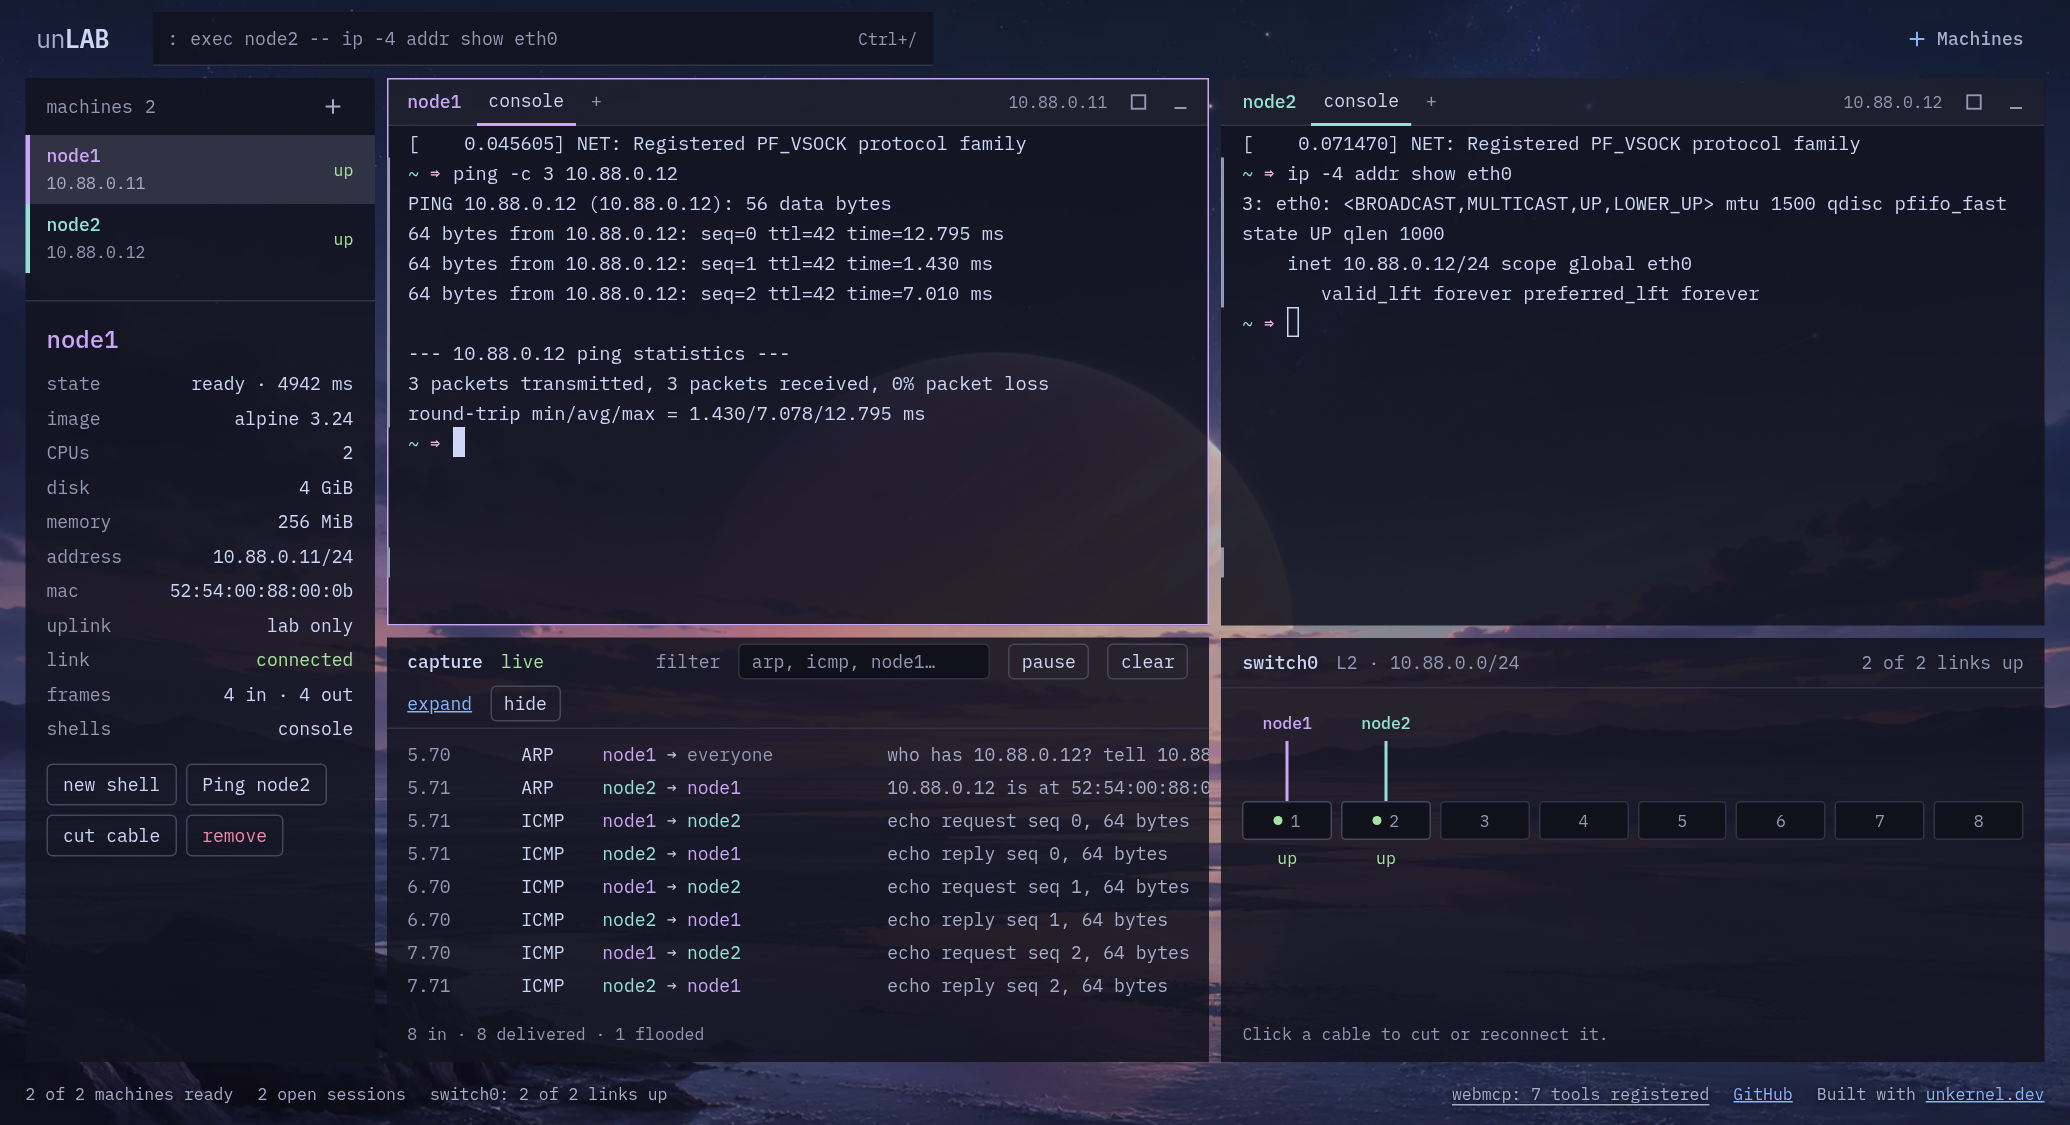 unLAB
: exec node2 -- ip -4 addr show eth0 Ctrl+/
+ Machines
machines 2 +
node1
10.88.0.11
up
node2
10.88.0.12
up
node1
state ready · 4942 ms
image alpine 3.24
CPUs 2
disk 4 GiB
memory 256 MiB
address 10.88.0.11/24
mac 52:54:00:88:00:0b
uplink lab only
link connected
frames 4 in · 4 out
shells console
new shell Ping node2
cut cable remove
node1 console + 10.88.0.11
[    0.045605] NET: Registered PF_VSOCK protocol family
~ ⇒ ping -c 3 10.88.0.12
PING 10.88.0.12 (10.88.0.12): 56 data bytes
64 bytes from 10.88.0.12: seq=0 ttl=42 time=12.795 ms
64 bytes from 10.88.0.12: seq=1 ttl=42 time=1.430 ms
64 bytes from 10.88.0.12: seq=2 ttl=42 time=7.010 ms
--- 10.88.0.12 ping statistics ---
3 packets transmitted, 3 packets received, 0% packet loss
round-trip min/avg/max = 1.430/7.078/12.795 ms
~ ⇒
node2 console + 10.88.0.12
[    0.071470] NET: Registered PF_VSOCK protocol family
~ ⇒ ip -4 addr show eth0
3: eth0: <BROADCAST,MULTICAST,UP,LOWER_UP> mtu 1500 qdisc pfifo_fast
state UP qlen 1000
    inet 10.88.0.12/24 scope global eth0
       valid_lft forever preferred_lft forever
~ ⇒
capture live filter arp, icmp, node1… pause clear
expand hide
5.70 ARP node1 → everyone who has 10.88.0.12? tell 10.88
5.71 ARP node2 → node1 10.88.0.12 is at 52:54:00:88:0
5.71 ICMP node1 → node2 echo request seq 0, 64 bytes
5.71 ICMP node2 → node1 echo reply seq 0, 64 bytes
6.70 ICMP node1 → node2 echo request seq 1, 64 bytes
6.70 ICMP node2 → node1 echo reply seq 1, 64 bytes
7.70 ICMP node1 → node2 echo request seq 2, 64 bytes
7.71 ICMP node2 → node1 echo reply seq 2, 64 bytes
8 in · 8 delivered · 1 flooded
switch0 L2 · 10.88.0.0/24 2 of 2 links up
node1 node2
1 2 3 4 5 6 7 8
up up
Click a cable to cut or reconnect it.
2 of 2 machines ready 2 open sessions switch0: 2 of 2 links up
webmcp: 7 tools registered GitHub Built with unkernel.dev